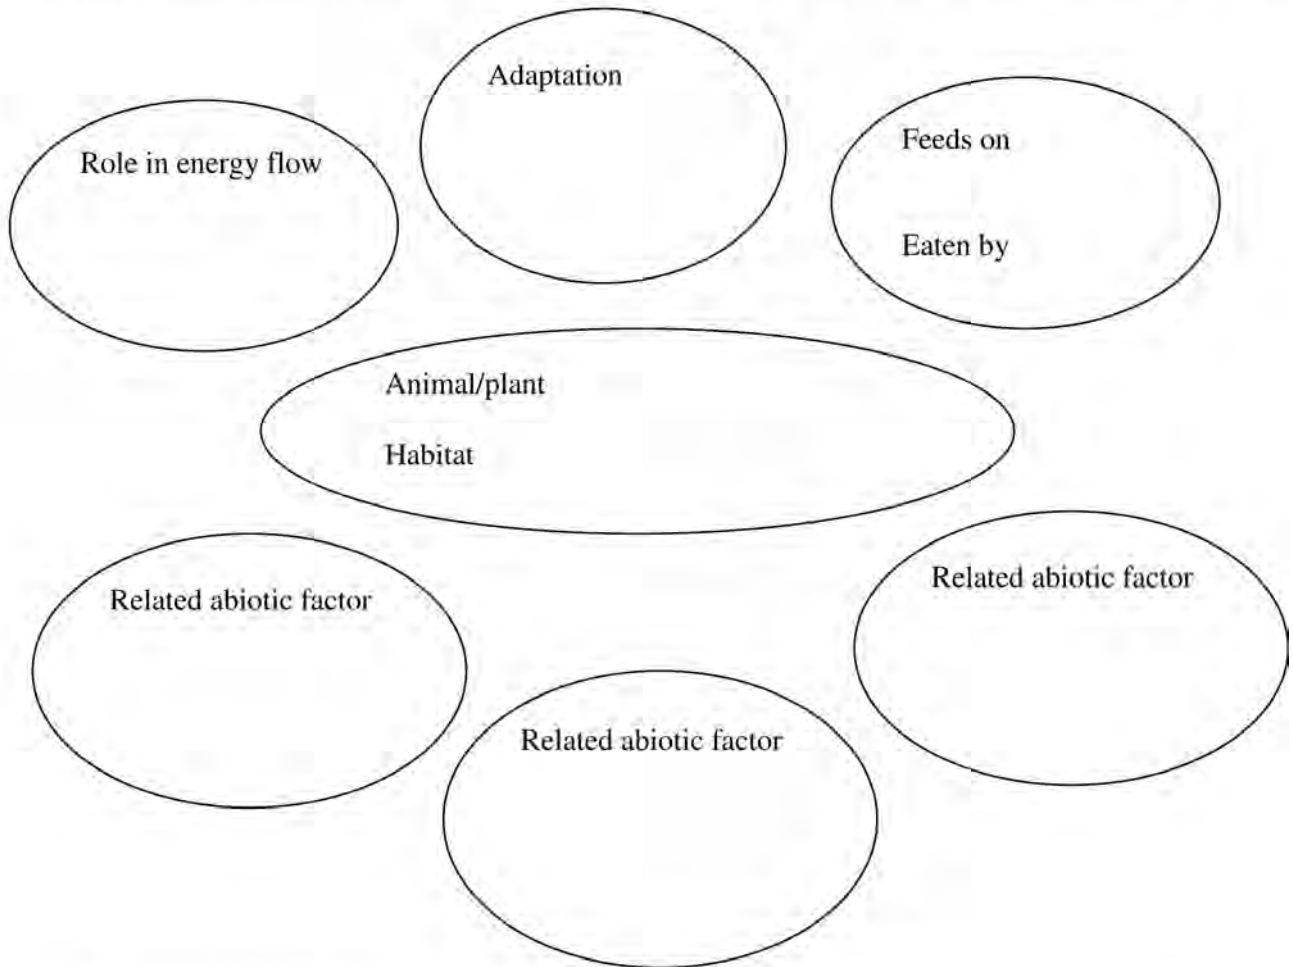 Adaptation
Role in energy flow
Feeds on
Eaten by
Animal/plant
Habitat
Related abiotic factor
Related abiotic factor
Related abiotic factor